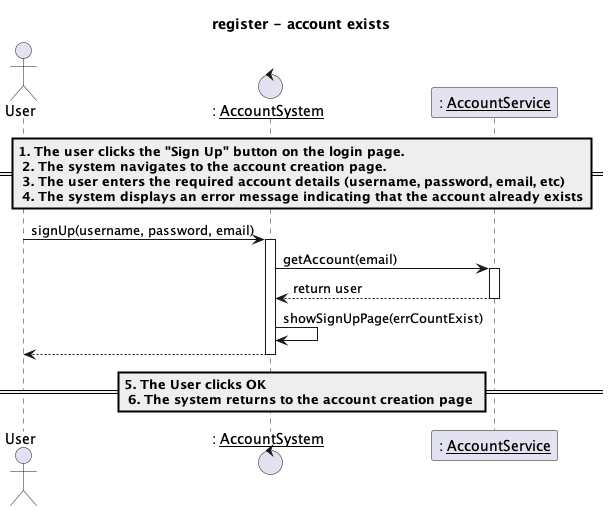 register - account exists
User
: AccountSystem
: AccountService
1. The user clicks the "Sign Up" button on the login page.
2. The system navigates to the account creation page.
3. The user enters the required account details (username, password, email, etc)
4. The system displays an error message indicating that the account already exists
signUp(username, password, email)
getAccount(email)
return user
showSignUpPage(errCountExist)
5. The User clicks OK
6. The system returns to the account creation page
User
: AccountSystem
: AccountService